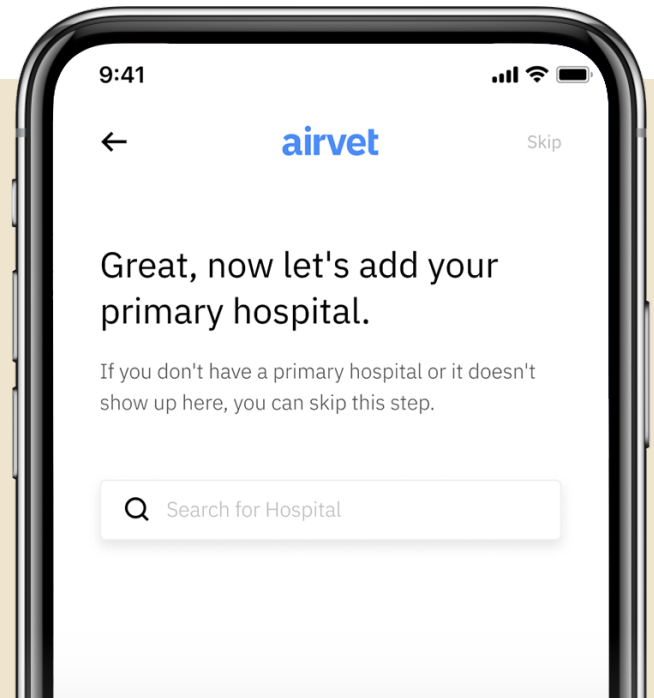 9:41
airvet
Skip
Great, now let's add your
primary hospital.
If you don't have a primary hospital or it doesn't
show up here, you can skip this step.
Search for Hospital